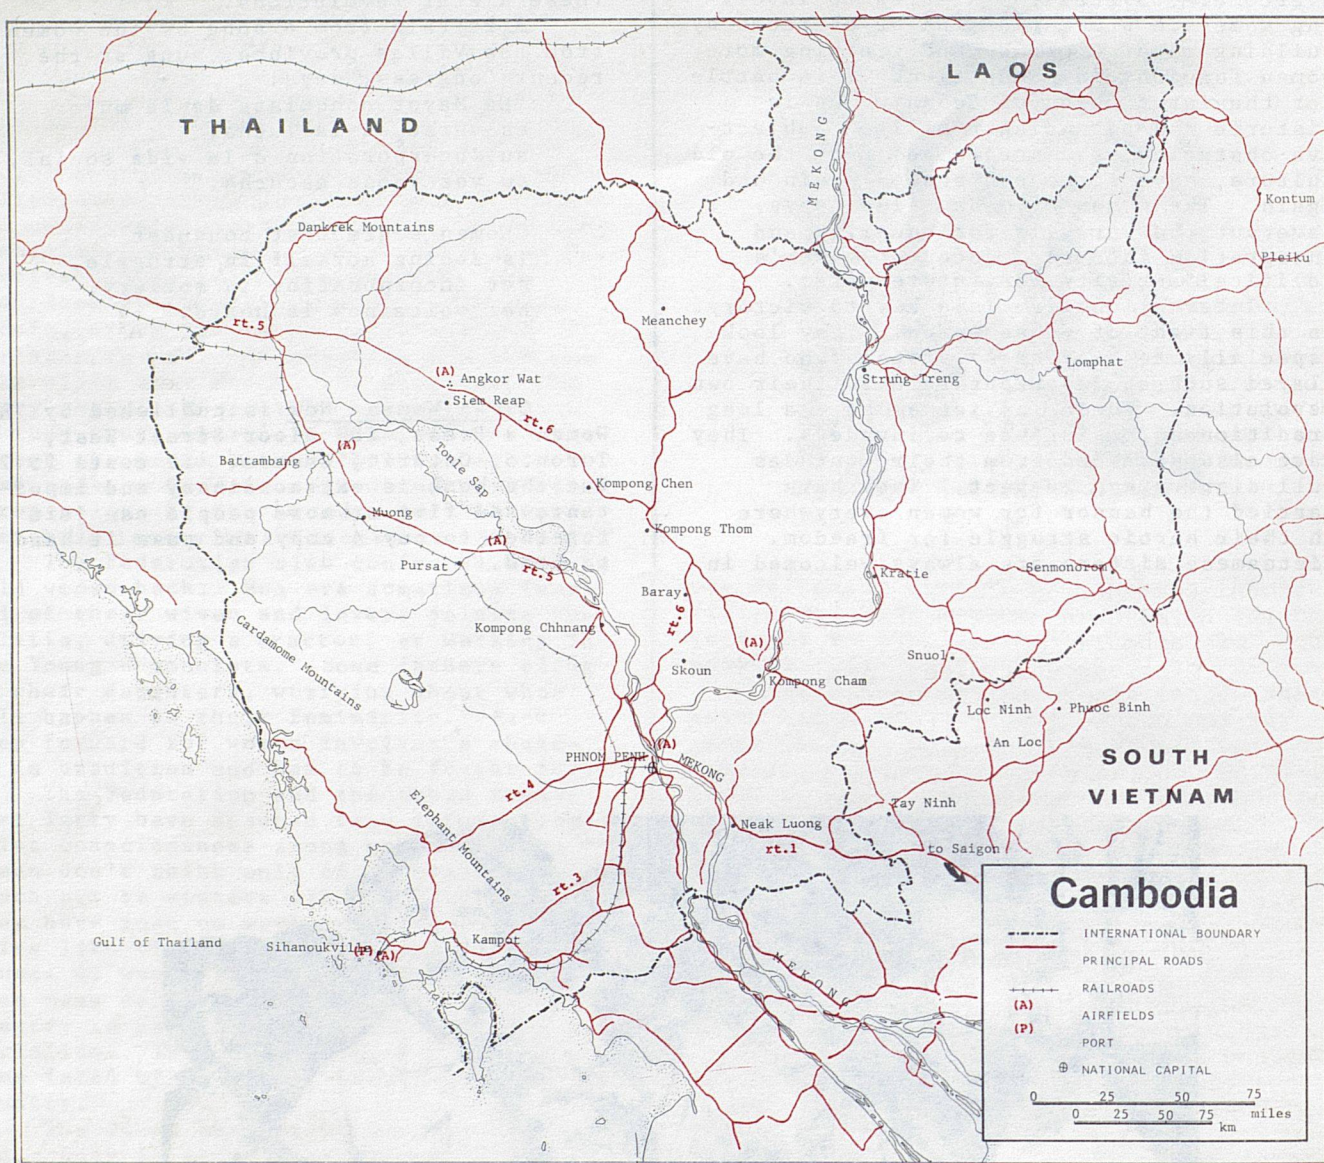 THAILAND
LAOS
MEKONG
Kontum
Pleiku
Dankrek Mountains
rt.5
Meanchey
Lomphat
Strung Treng
(A)
Angkor Wat
Siem Reap
rt.6
(A)
Battambang
Tonle Sap
Kompong Chen
Muong
Kompong Thom
(A)
rt.5
Pursat
Kratie
Senmonorom
Baray
rt.6
Kompong Chhnang
(A)
Cardamome Mountains
Skoun
Snuol
Kompong Cham
Loc Ninh
Phuoc Binh
An Loc
(A)
PHNOM PENH
MEKONG
SOUTH
VIETNAM
rt.4
Elephant Mountains
Tay Ninh
Neak Luong
rt.1
to Saigon
rt.3
Gulf of Thailand
Sihanoukville
(P)
(A)
Kampot
MEKONG
Cambodia
INTERNATIONAL BOUNDARY
PRINCIPAL ROADS
RAILROADS
(A)
AIRFIELDS
(P)
PORT
NATIONAL CAPITAL
0 25 50 75
miles
0 25 50 75
km